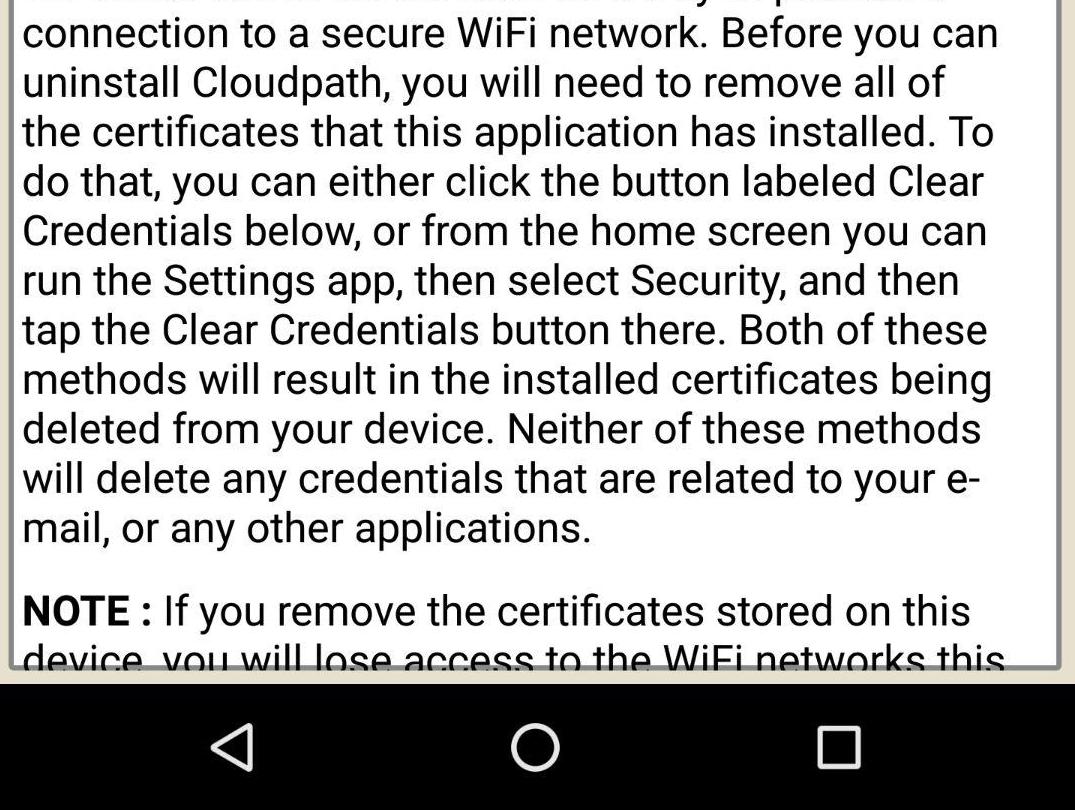 connection to a secure WiFi network. Before you can
uninstall Cloudpath, you will need to remove all of
the certificates that this application has installed. To
do that, you can either click the button labeled Clear
Credentials below, or from the home screen you can
run the Settings app, then select Security, and then
tap the Clear Credentials button there. Both of these
methods will result in the installed certificates being
deleted from your device. Neither of these methods
will delete any credentials that are related to your e-
mail, or any other applications.
NOTE : If you remove the certificates stored on this
device, you will lose access to the WiFi networks this